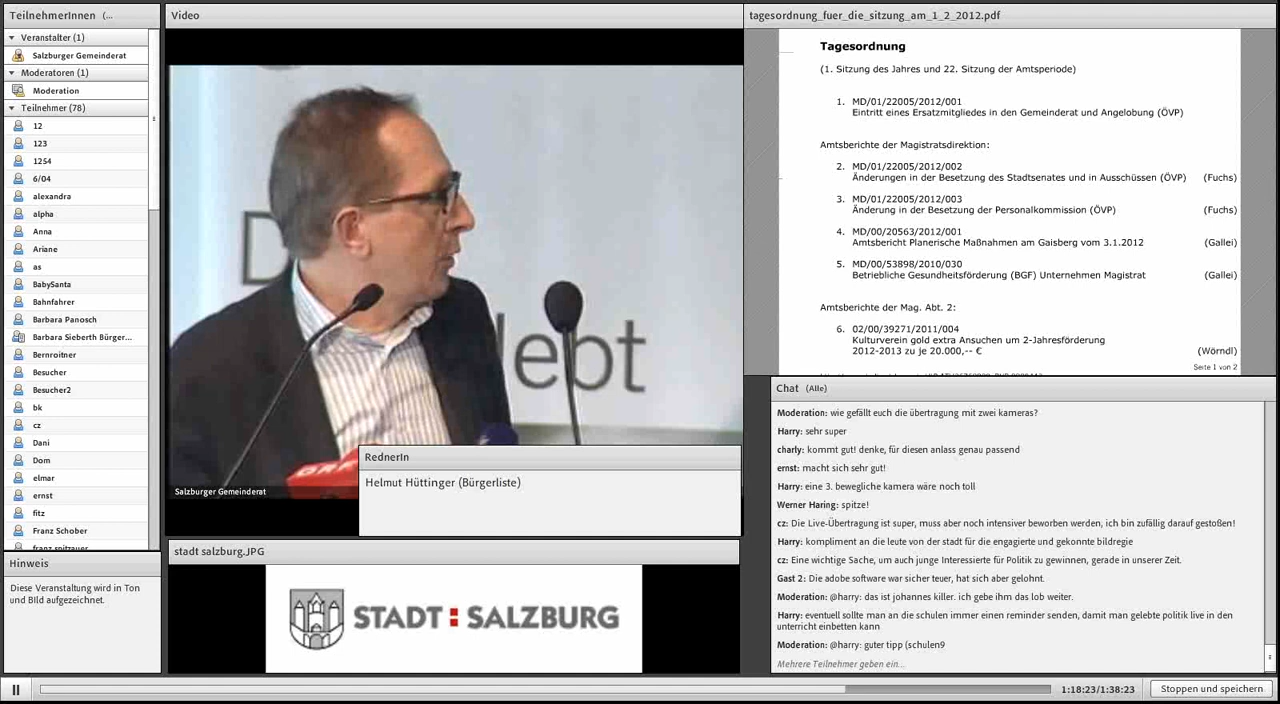 TeilnehmerInnen (...
Veranstalter (1)
Salzburger Gemeinderat
Moderatoren (1)
Moderation
Teilnehmer (78)
12
123
1254
6/04
alexandra
alpha
Anna
Ariane
as
BabySanta
Bahnfahrer
Barbara Panosch
Barbara Sieberth Bürger...
Bernroitner
Besucher
Besucher2
bk
cz
Dani
Dom
elmar
ernst
fitz
Franz Schober
franz spitzauer
Hinweis
Diese Veranstaltung wird in Ton
und BIld aufgezeichnet.
Video
D
lebt
ORF
Salzburger Gemeinderat
RednerIn
Helmut Hüttinger (Bürgerliste)
stadt salzburg.JPG
STADT : SALZBURG
tagesordnung_fuer_die_sitzung_am_1_2_2012.pdf
Tagesordnung
(1. Sitzung des Jahres und 22. Sitzung der Amtsperiode)
1. MD/01/22005/2012/001
Eintritt eines Ersatzmitgliedes in den Gemeinderat und Angelobung (ÖVP)
Amtsberichte der Magistratsdirektion:
2. MD/01/22005/2012/002
Änderungen in der Besetzung des Stadtsenates und in Ausschüssen (ÖVP) (Fuchs)
3. MD/01/22005/2012/003
Änderung in der Besetzung der Personalkommission (ÖVP) (Fuchs)
4. MD/00/20563/2012/001
Amtsbericht Planerische Maßnahmen am Gaisberg vom 3.1.2012 (Gallei)
5. MD/00/53898/2010/030
Betriebliche Gesundheitsförderung (BGF) Unternehmen Magistrat (Gallei)
Amtsberichte der Mag. Abt. 2:
6. 02/00/39271/2011/004
Kulturverein gold extra Ansuchen um 2-Jahresförderung
2012-2013 zu je 20.000,-- € (Wörndl)
Seite 1 von 2
Chat (Alle)
Moderation: wie gefällt euch die übertragung mit zwei kameras?
Harry: sehr super
charly: kommt gut! denke, für diesen anlass genau passend
ernst: macht sich sehr gut!
Harry: eine 3. bewegliche kamera wäre noch toll
Werner Haring: spitze!
cz: Die Live-Übertragung ist super, muss aber noch intensiver beworben werden, ich bin zufällig darauf gestoßen!
Harry: kompliment an die leute von der stadt für die engagierte und gekonnte bildregie
cz: Eine wichtige Sache, um auch junge Interessierte für Politik zu gewinnen, gerade in unserer Zeit.
Gast 2: Die adobe software war sicher teuer, hat sich aber gelohnt.
Moderation: @harry: das ist johannes killer. ich gebe ihm das lob weiter.
Harry: eventuell sollte man an die schulen immer einen reminder senden, damit man gelebte politik live in den
unterricht einbetten kann
Moderation: @harry: guter tipp (schulen9
Mehrere Teilnehmer geben ein...
1:18:23/1:38:23
Stoppen und speichern